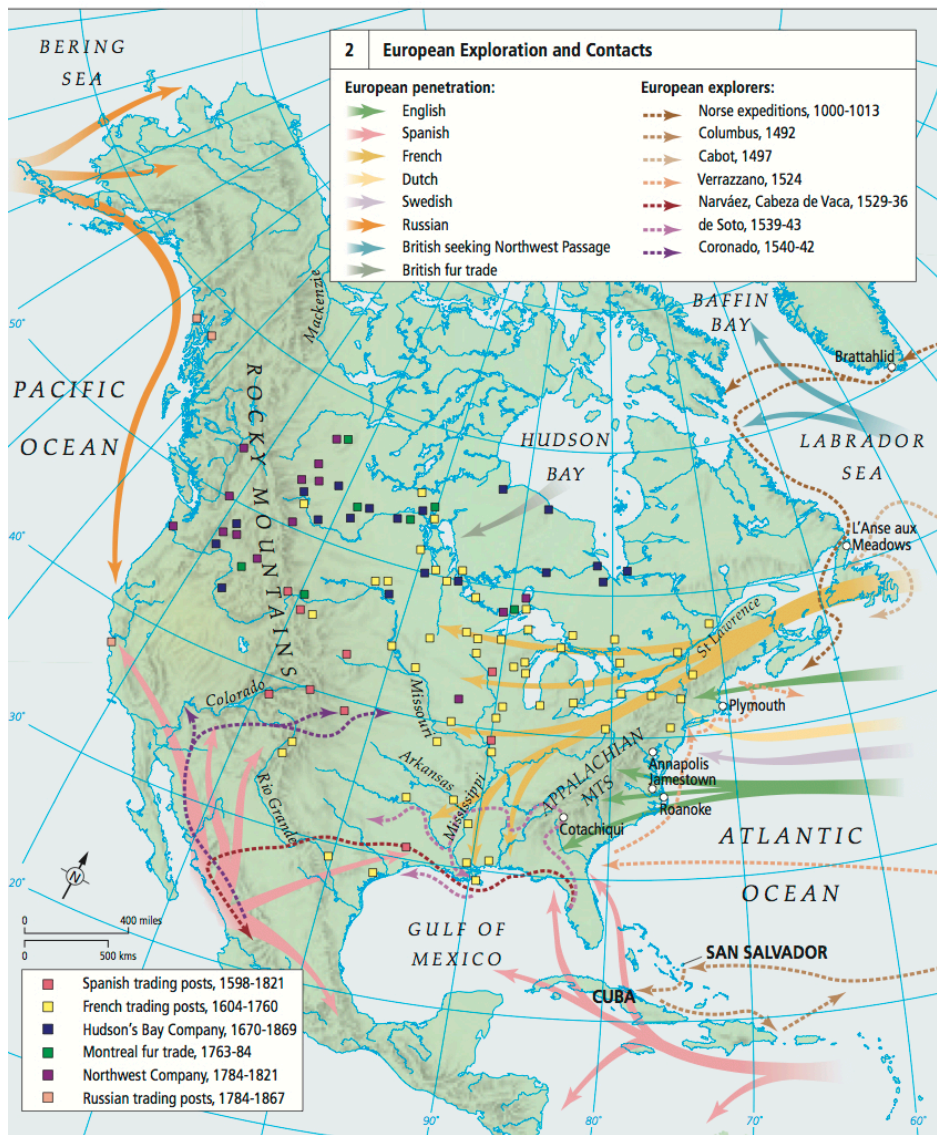 2 European Exploration and Contacts
European penetration:
English
Spanish
French
Dutch
Swedish
Russian
British seeking Northwest Passage
British fur trade
European explorers:
Norse expeditions, 1000-1013
Columbus, 1492
Cabot, 1497
Verrazzano, 1524
Narváez, Cabeza de Vaca, 1529-36
de Soto, 1539-43
Coronado, 1540-42
BERING
SEA
Mackenzie
BAFFIN
BAY
50°
Brattahlid
PACIFIC
OCEAN
ROCKY MOUNTAINS
HUDSON
BAY
LABRADOR
SEA
40°
L'Anse aux
Meadows
St Lawrence
30°
Colorado
Missouri
Plymouth
Arkansas
Mississippi
APPALACHIAN
MTS
Annapolis
Jamestown
Roanoke
Rio Grande
Cotachiqui
ATLANTIC
OCEAN
20°
N
0 400 miles
0 500 kms
GULF OF
MEXICO
SAN SALVADOR
CUBA
Spanish trading posts, 1598-1821
French trading posts, 1604-1760
Hudson's Bay Company, 1670-1869
Montreal fur trade, 1763-84
Northwest Company, 1784-1821
Russian trading posts, 1784-1867
90°
80°
70°
60°